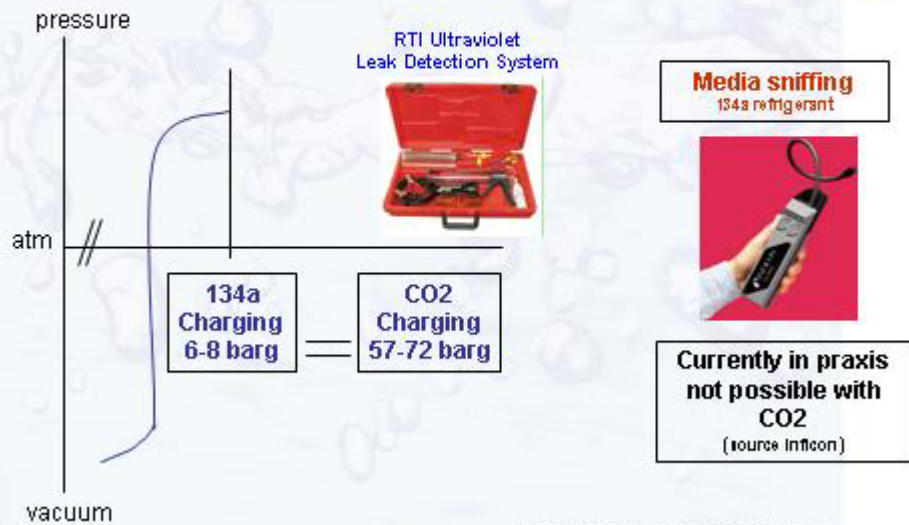 pressure
RTI Ultraviolet
Leak Detection System
Media sniffing
134a refrigerant
atm
134a
Charging
6-8 barg
CO2
Charging
57-72 barg
Currently in praxis
not possible with
CO2
(source Inficon)
vacuum